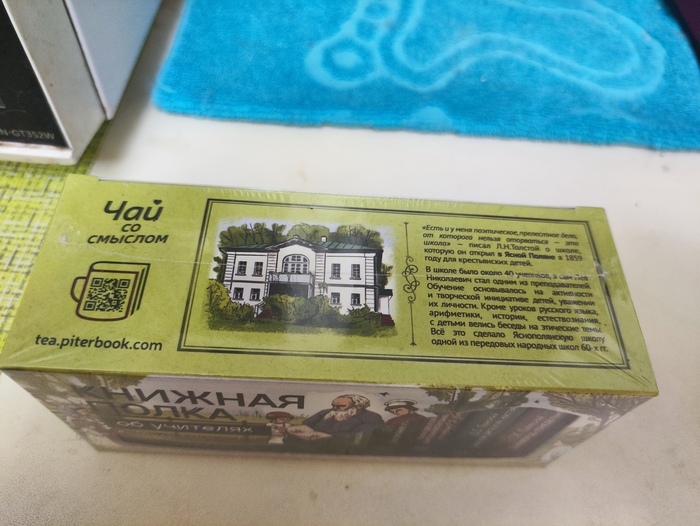 N-GT352W
Чай
со
смыслом
tea.piterbook.com
«Есть и у меня поэтическое, прелестное дело,
от которого нельзя оторваться – это
школа» – писал Л.Н.Толстой о школе,
которую он открыл в Ясной Поляне в 1859
году для крестьянских детей.
В школе было около 40 учеников, а сам Лев
Николаевич стал одним из преподавателей.
Обучение основывалось на активности
и творческой инициативе детей, уважении
их личности. Кроме уроков русского языка,
арифметики, истории, естествознания,
с детьми велись беседы на этические темы.
Всё это сделало Яснополянскую школу
одной из передовых народных школ 60-х гг.
КНИЖНАЯ
ПОЛКА
об учителях